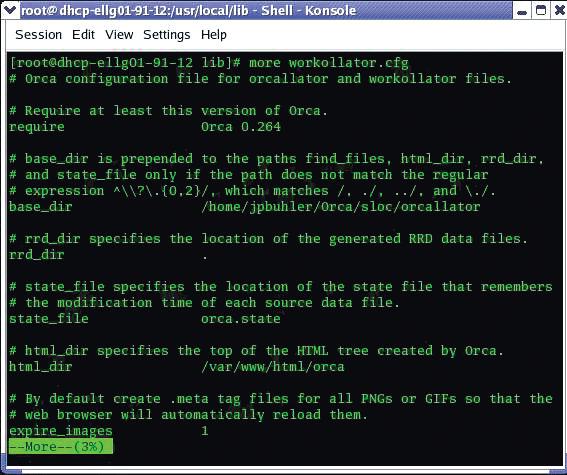 root@dhcp-ellg01-91-12:/usr/local/lib - Shell - Konsole
Session Edit View Settings Help
[root@dhcp-ellg01-91-12 lib]# more workollator.cfg
# Orca configuration file for orcallator and workollator files.
# Require at least this version of Orca.
require Orca 0.264
# base_dir is prepended to the paths find_files, html_dir, rrd_dir,
# and state_file only if the path does not match the regular
# expression ^\\?\.{0,2}/, which matches /, ./, ../, and \./.
base_dir /home/jpbuhler/Orca/sloc/orcallator
# rrd_dir specifies the location of the generated RRD data files.
rrd_dir .
# state_file specifies the location of the state file that remembers
# the modification time of each source data file.
state_file orca.state
# html_dir specifies the top of the HTML tree created by Orca.
html_dir /var/www/html/orca
# By default create .meta tag files for all PNGs or GIFs so that the
# web browser will automatically reload them.
expire_images 1
--More--(3%)